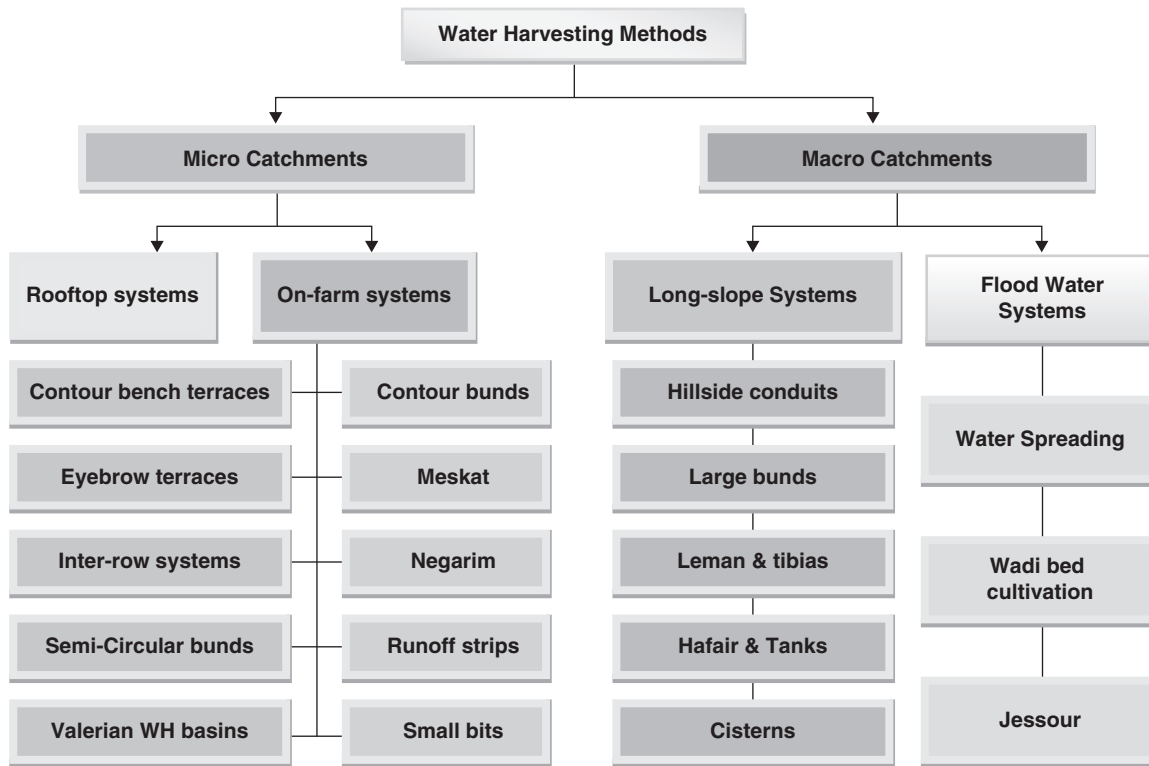 Water Harvesting Methods
Micro Catchments
Macro Catchments
Rooftop systems
On-farm systems
Long-slope Systems
Flood Water
Systems
Contour bench terraces
Contour bunds
Hillside conduits
Water Spreading
Eyebrow terraces
Meskat
Large bunds
Inter-row systems
Negarim
Leman & tibias
Wadi bed
cultivation
Semi-Circular bunds
Runoff strips
Hafair & Tanks
Valerian WH basins
Small bits
Cisterns
Jessour